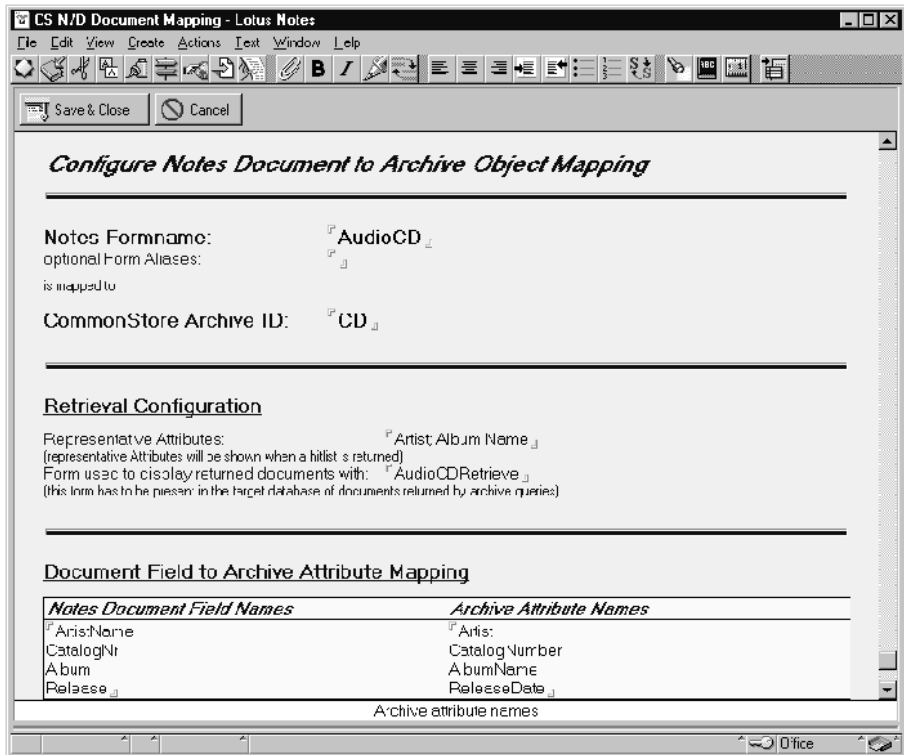 CS N/D Document Mapping - Lotus Notes
File Edit View Create Actions Text Window Help
Save & Close Cancel
Configure Notes Document to Archive Object Mapping
Notes Formname: AudioCD
optional Form Aliases:
is mapped to
CommonStore Archive ID: CD
Retrieval Configuration
Representative Attributes: Artist; Album Name
(representative Attributes will be shown when a hitlist is returned)
Form used to display returned documents with: AudioCDRetrieve
(this form has to be present in the target database of documents returned by archive queries)
Document Field to Archive Attribute Mapping
Notes Document Field Names Archive Attribute Names
ArtistName Artist
CatalogNr CatalogNumber
Album AlbumName
Release ReleaseDate
Archive attribute names
Office